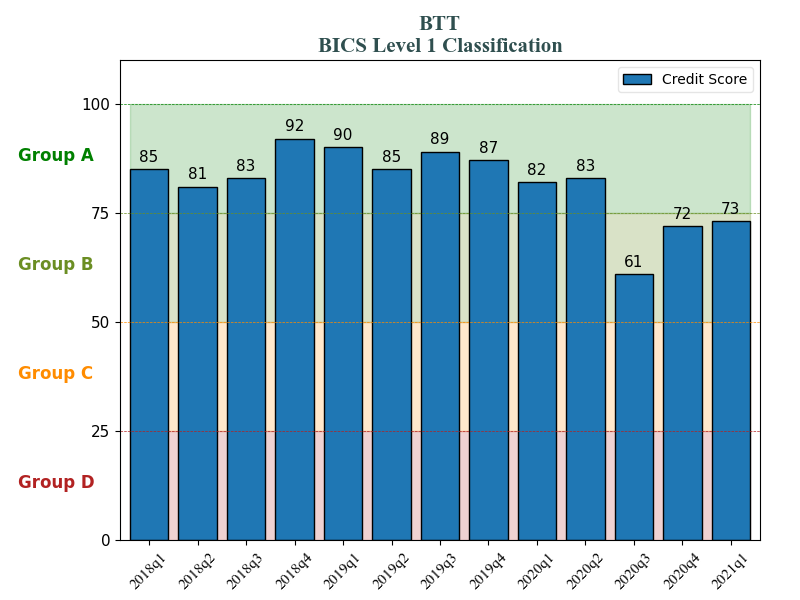 BTT
BICS Level 1 Classification
Credit Score
100
75
50
25
0
Group A
Group B
Group C
Group D
85
81
83
92
90
85
89
87
82
83
61
72
73
2018q1
2018q2
2018q3
2018q4
2019q1
2019q2
2019q3
2019q4
2020q1
2020q2
2020q3
2020q4
2021q1